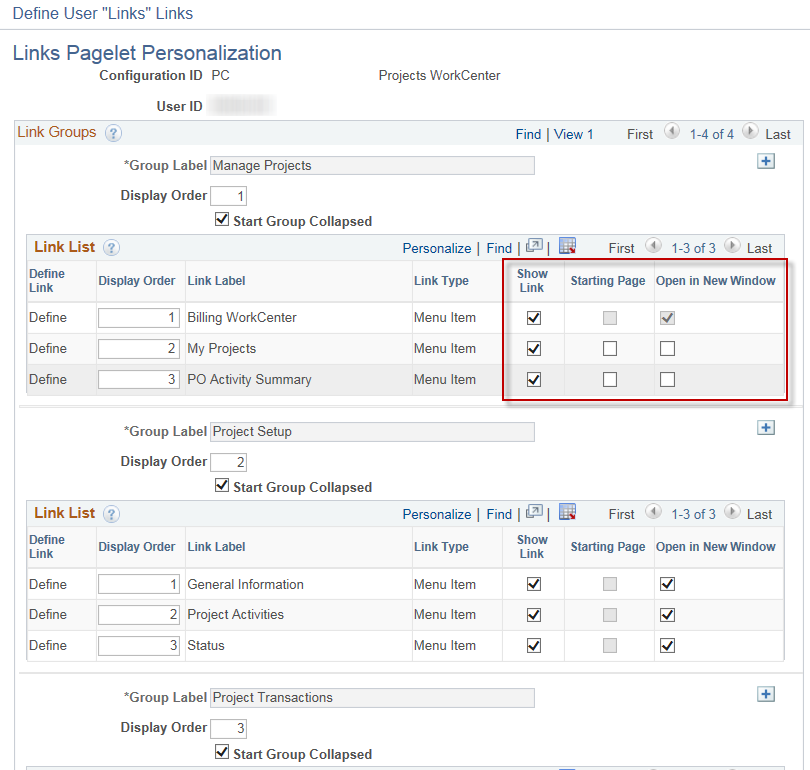 Define User "Links" Links
Links Pagelet Personalization
Configuration ID PC Projects WorkCenter
User ID
Link Groups ? Find | View 1 First 1-4 of 4 Last
*Group Label Manage Projects
Display Order 1
Start Group Collapsed
Link List ? Personalize | Find | | First 1-3 of 3 Last
Define Link Display Order Link Label Link Type Show Link Starting Page Open in New Window
Define 1 Billing WorkCenter Menu Item
Define 2 My Projects Menu Item
Define 3 PO Activity Summary Menu Item
*Group Label Project Setup
Display Order 2
Start Group Collapsed
Link List ? Personalize | Find | | First 1-3 of 3 Last
Define Link Display Order Link Label Link Type Show Link Starting Page Open in New Window
Define 1 General Information Menu Item
Define 2 Project Activities Menu Item
Define 3 Status Menu Item
*Group Label Project Transactions
Display Order 3
Start Group Collapsed